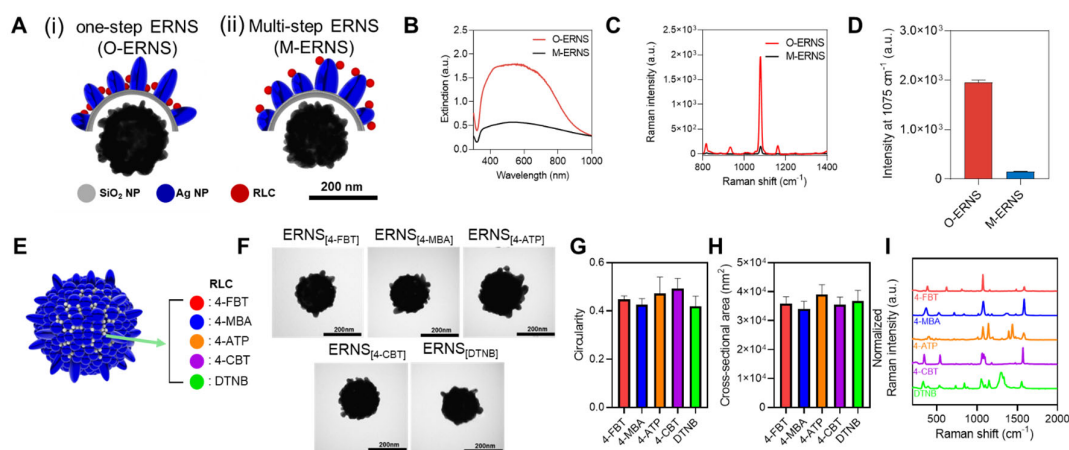 A
(i) one-step ERNS
(O-ERNS)
(ii) Multi-step ERNS
(M-ERNS)
SiO2 NP
Ag NP
RLC
200 nm
B
Extinction (a.u.)
2.5
2.0
1.5
1.0
0.5
0.0
400
600
800
1000
Wavelength (nm)
O-ERNS
M-ERNS
C
Raman intensity (a.u.)
2.5×10³
2×10³
1.5×10³
1×10³
5×10²
0
800
1000
1200
1400
Raman shift (cm⁻¹)
O-ERNS
M-ERNS
D
Intensity at 1075 cm⁻¹ (a.u.)
3.0×10³
2.0×10³
1.0×10³
0
O-ERNS
M-ERNS
E
RLC
: 4-FBT
: 4-MBA
: 4-ATP
: 4-CBT
: DTNB
F
ERNS[4-FBT]
ERNS[4-MBA]
ERNS[4-ATP]
200nm
200nm
200nm
ERNS[4-CBT]
ERNS[DTNB]
200nm
200nm
G
Circularity
0.6
0.4
0.2
0.0
4-FBT
4-MBA
4-ATP
4-CBT
DTNB
H
Cross-sectional area (nm²)
5×10⁴
4×10⁴
3×10⁴
2×10⁴
1×10⁴
0
4-FBT
4-MBA
4-ATP
4-CBT
DTNB
I
Normalized
Raman intensity (a.u.)
4-FBT
4-MBA
4-ATP
4-CBT
DTNB
500
1000
1500
2000
Raman shift (cm⁻¹)